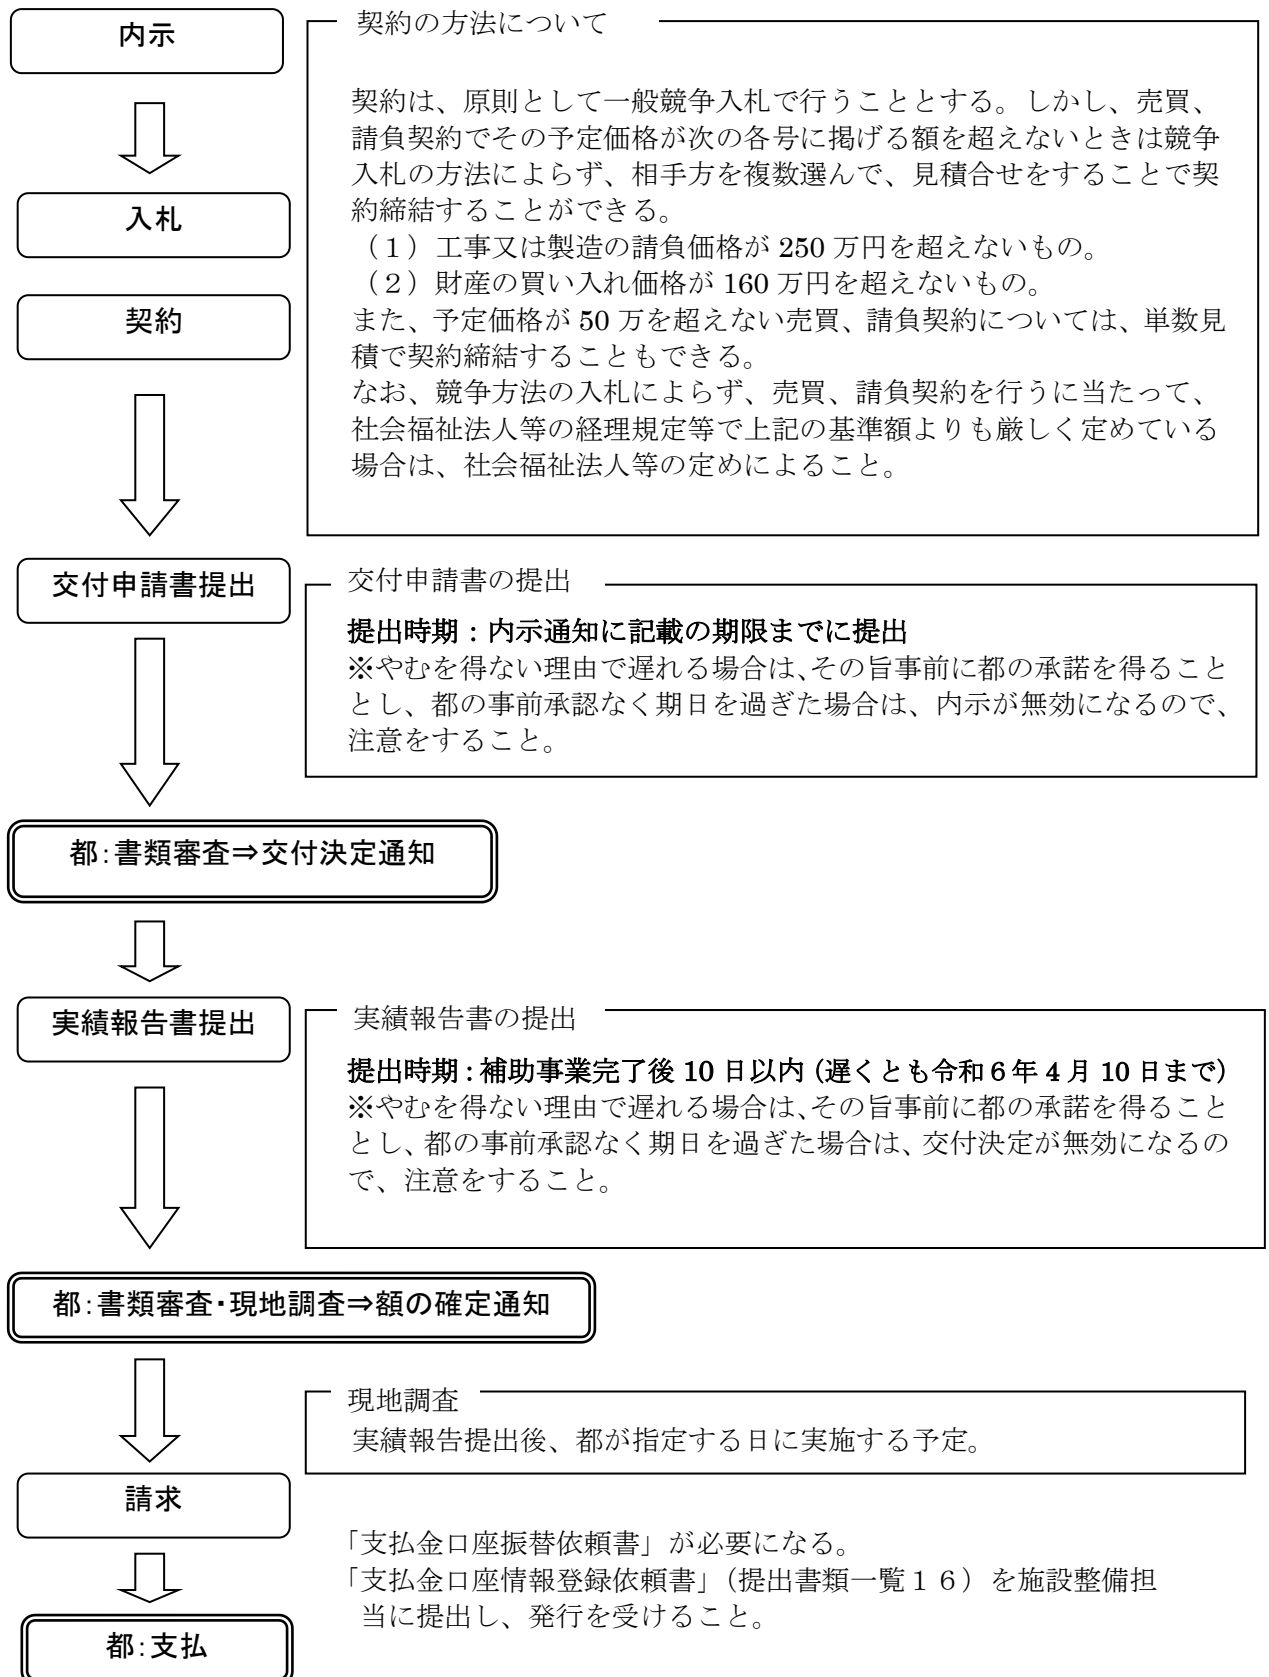 内示
契約の方法について
契約は、原則として一般競争入札で行うこととする。しかし、売買、
請負契約でその予定価格が次の各号に掲げる額を超えないときは競争
入札の方法によらず、相手方を複数選んで、見積合せをすることで契
約締結することができる。
（１）工事又は製造の請負価格が 250 万円を超えないもの。
（２）財産の買い入れ価格が 160 万円を超えないもの。
また、予定価格が 50 万を超えない売買、請負契約については、単数見
積で契約締結することもできる。
なお、競争方法の入札によらず、売買、請負契約を行うに当たって、
社会福祉法人等の経理規定等で上記の基準額よりも厳しく定めている
場合は、社会福祉法人等の定めによること。
入札
契約
交付申請書提出
交付申請書の提出
提出時期：内示通知に記載の期限までに提出
※やむを得ない理由で遅れる場合は、その旨事前に都の承諾を得ること
とし、都の事前承認なく期日を過ぎた場合は、内示が無効になるので、
注意をすること。
都：書類審査⇒交付決定通知
実績報告書提出
実績報告書の提出
提出時期：補助事業完了後 10 日以内（遅くとも令和６年 4 月 10 日まで）
※やむを得ない理由で遅れる場合は、その旨事前に都の承諾を得ること
とし、都の事前承認なく期日を過ぎた場合は、交付決定が無効になるの
で、注意をすること。
都：書類審査・現地調査⇒額の確定通知
現地調査
実績報告提出後、都が指定する日に実施する予定。
請求
「支払金口座振替依頼書」が必要になる。
「支払金口座情報登録依頼書」（提出書類一覧１６）を施設整備担
当に提出し、発行を受けること。
都：支払